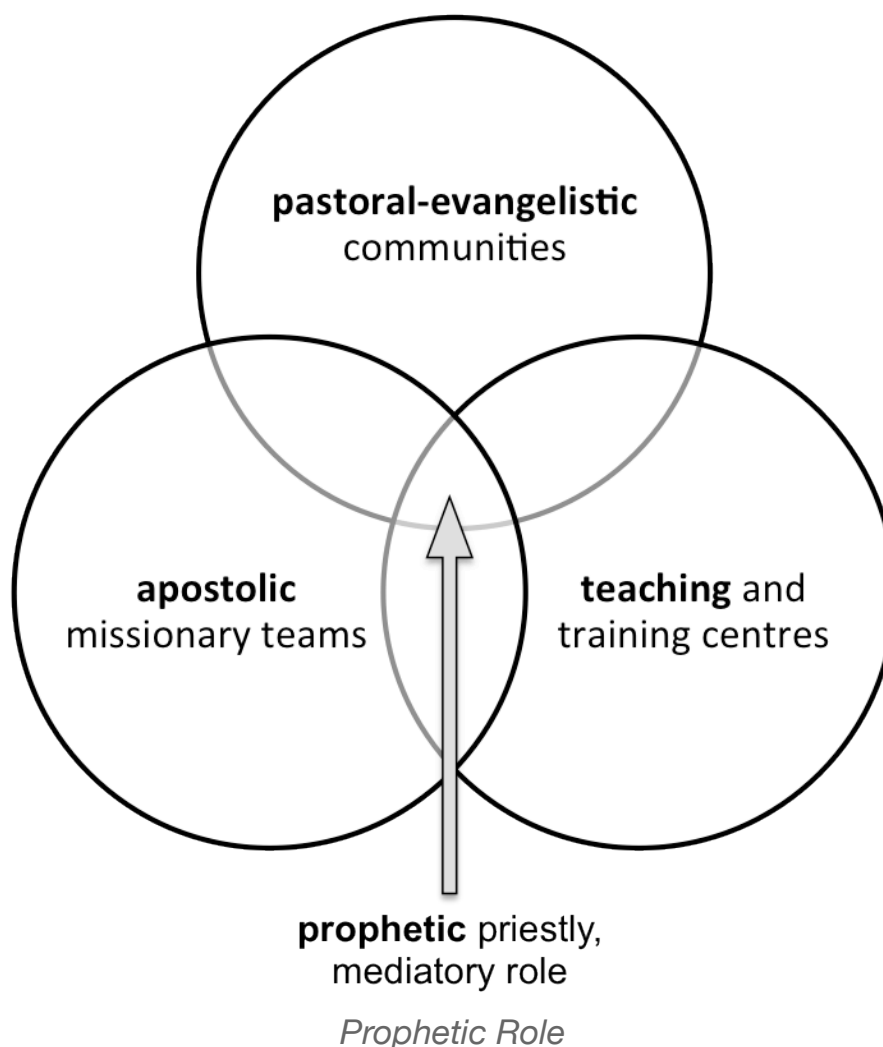 pastoral-evangelistic
communities
apostolic
missionary teams
teaching and
training centres
prophetic priestly,
mediatory role
Prophetic Role